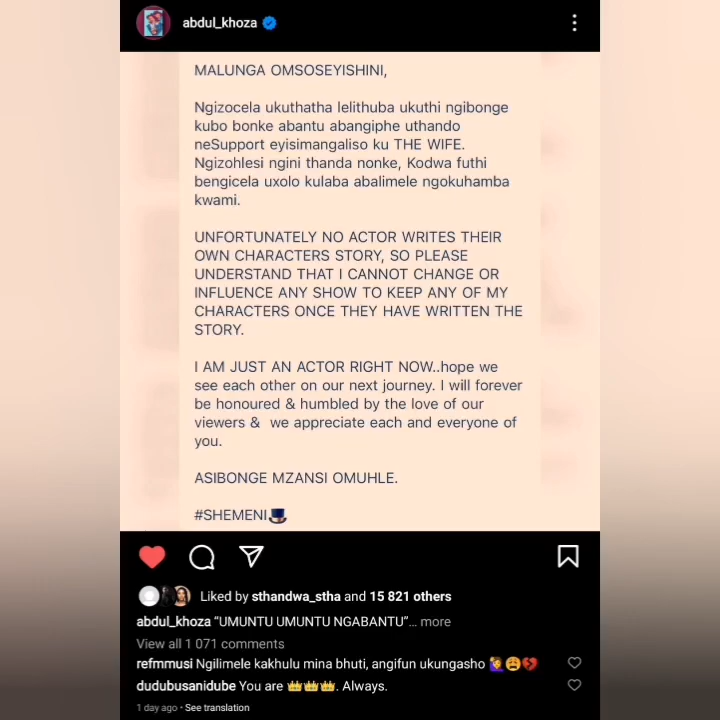 abdul_khoza
MALUNGA OMSOSEYISHINI,
Ngizocela ukuthatha lelithuba ukuthi ngibonge
kubo bonke abantu abangiphe uthando
neSupport eyisimangaliso ku THE WIFE.
Ngizohlesi ngini thanda nonke, Kodwa futhi
bengicela uxolo kulaba abalimele ngokuhamba
kwami.
UNFORTUNATELY NO ACTOR WRITES THEIR
OWN CHARACTERS STORY, SO PLEASE
UNDERSTAND THAT I CANNOT CHANGE OR
INFLUENCE ANY SHOW TO KEEP ANY OF MY
CHARACTERS ONCE THEY HAVE WRITTEN THE
STORY.
I AM JUST AN ACTOR RIGHT NOW..hope we
see each other on our next journey. I will forever
be honoured & humbled by the love of our
viewers & we appreciate each and everyone of
you.
ASIBONGE MZANSI OMUHLE.
#SHEMENI🎩
Liked by sthandwa_stha and 15 821 others
abdul_khoza “UMUNTU UMUNTU NGABANTU”... more
View all 1 071 comments
refmmusi Ngilimele kakhulu mina bhuti, angifun ukungasho 🙋‍♀️😩💔
dudubusanidube You are 👑👑👑. Always.
1 day ago • See translation